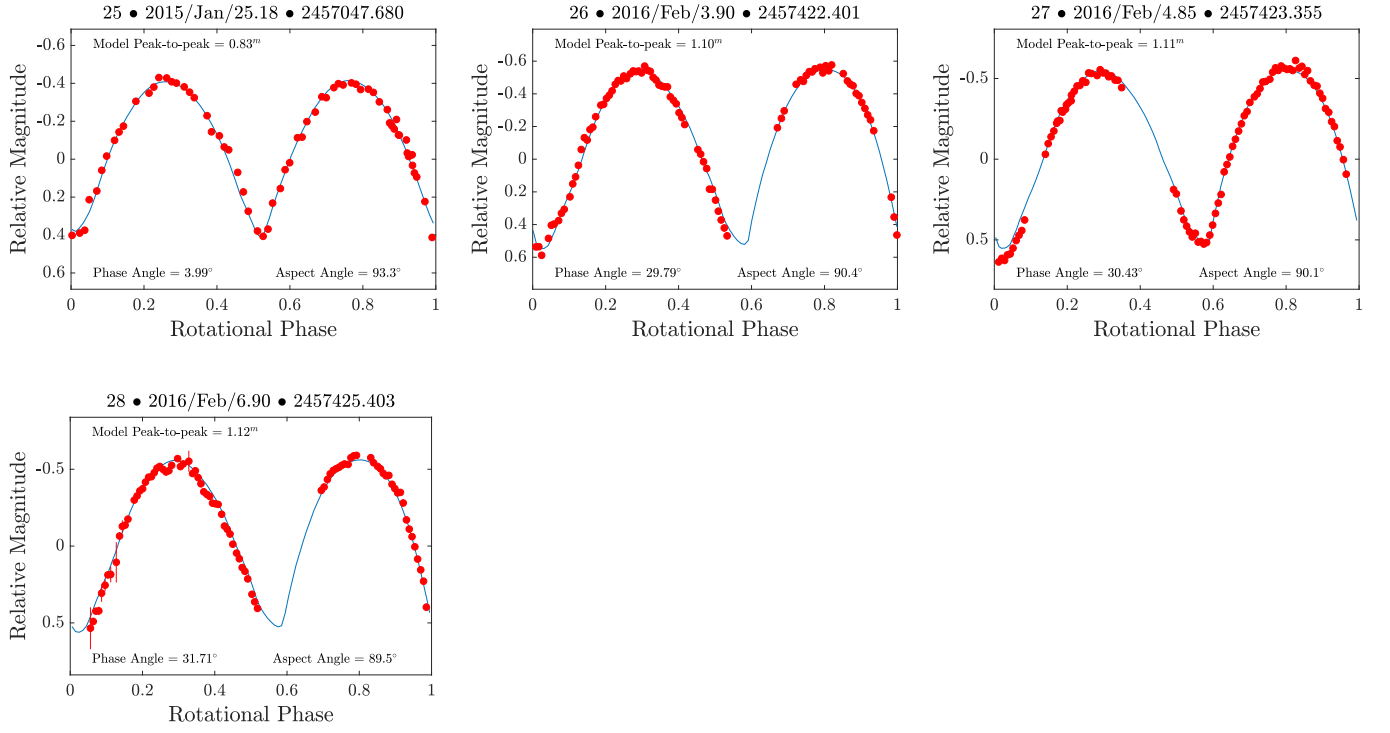 25 • 2015/Jan/25.18 • 2457047.680
Model Peak-to-peak = 0.83ᵐ
-0.6
-0.4
-0.2
0
0.2
0.4
0.6
Relative Magnitude
Phase Angle = 3.99°
Aspect Angle = 93.3°
0 0.2 0.4 0.6 0.8 1
Rotational Phase
26 • 2016/Feb/3.90 • 2457422.401
Model Peak-to-peak = 1.10ᵐ
-0.6
-0.4
-0.2
0
0.2
0.4
0.6
Relative Magnitude
Phase Angle = 29.79°
Aspect Angle = 90.4°
0 0.2 0.4 0.6 0.8 1
Rotational Phase
27 • 2016/Feb/4.85 • 2457423.355
Model Peak-to-peak = 1.11ᵐ
-0.5
0
0.5
Relative Magnitude
Phase Angle = 30.43°
Aspect Angle = 90.1°
0 0.2 0.4 0.6 0.8 1
Rotational Phase
28 • 2016/Feb/6.90 • 2457425.403
Model Peak-to-peak = 1.12ᵐ
-0.5
0
0.5
Relative Magnitude
Phase Angle = 31.71°
Aspect Angle = 89.5°
0 0.2 0.4 0.6 0.8 1
Rotational Phase